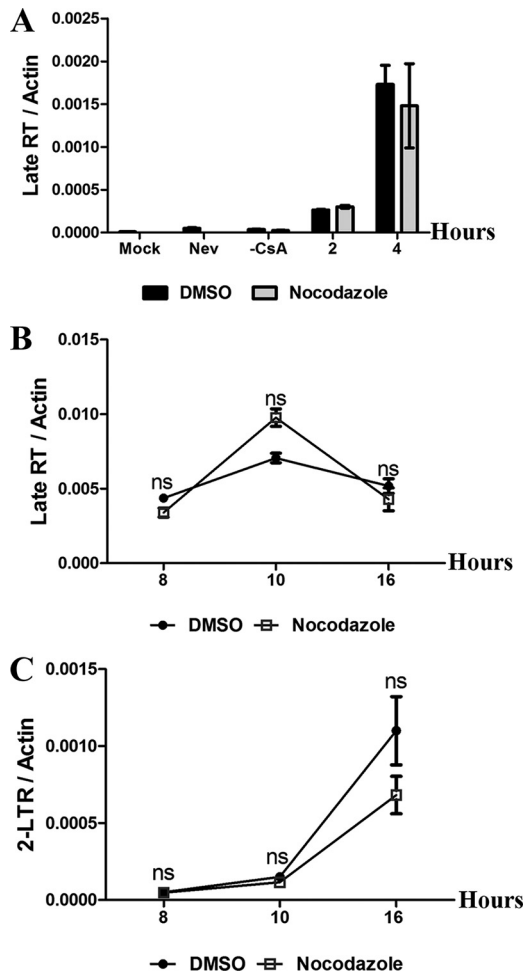 A
Late RT / Actin
0.0025
0.0020
0.0015
0.0010
0.0005
0.0000
Mock Nev -CsA 2 4 Hours
DMSO Nocodazole
B
Late RT / Actin
0.015
0.010
0.005
0.000
ns ns ns
8 10 16 Hours
DMSO Nocodazole
C
2-LTR / Actin
0.0015
0.0010
0.0005
0.0000
ns ns ns
8 10 16 Hours
DMSO Nocodazole